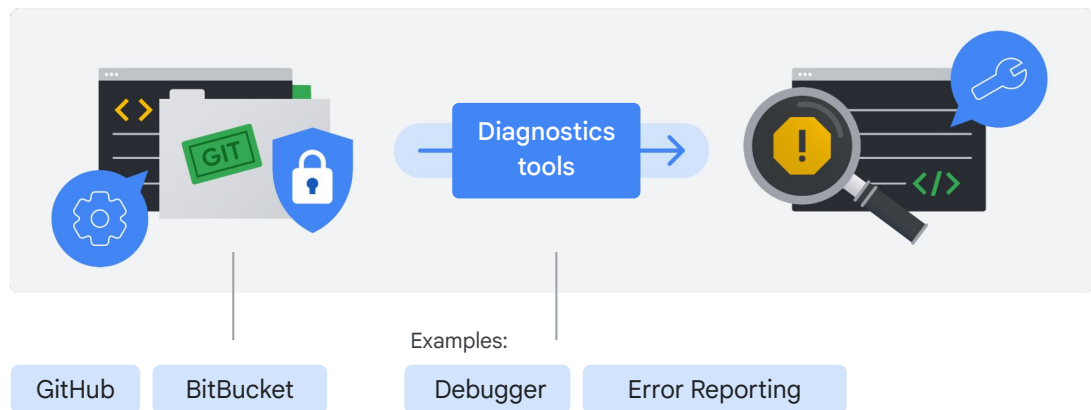 GIT
Diagnostics
tools
Examples:
GitHub
BitBucket
Debugger
Error Reporting